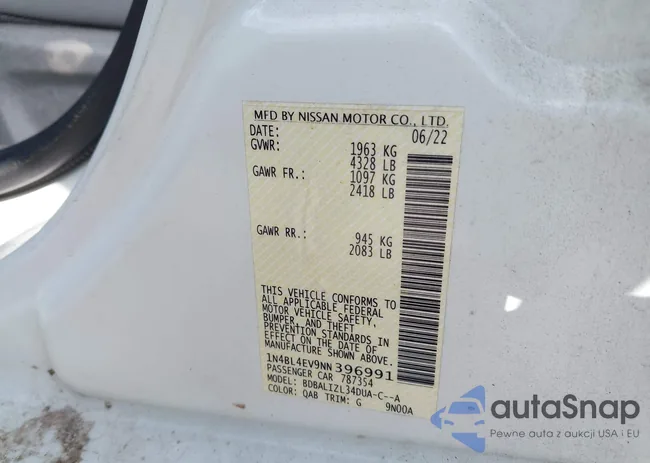 MFD BY NISSAN MOTOR CO., LTD.
DATE: 06/22
GVWR: 1963 KG
4328 LB
GAWR FR.: 1097 KG
2418 LB
GAWR RR.: 945 KG
2083 LB
THIS VEHICLE CONFORMS TO
ALL APPLICABLE FEDERAL
MOTOR VEHICLE SAFETY,
BUMPER, AND THEFT
PREVENTION STANDARDS IN
EFFECT ON THE DATE OF
MANUFACTURE SHOWN ABOVE.
1N4BL4EV9NN396991
PASSENGER CAR 787354
MODEL: BDBALIZL34DUA-C--A
COLOR: QAB TRIM: G 9N00A
autoSnap
Pewne auta z aukcji USA i EU